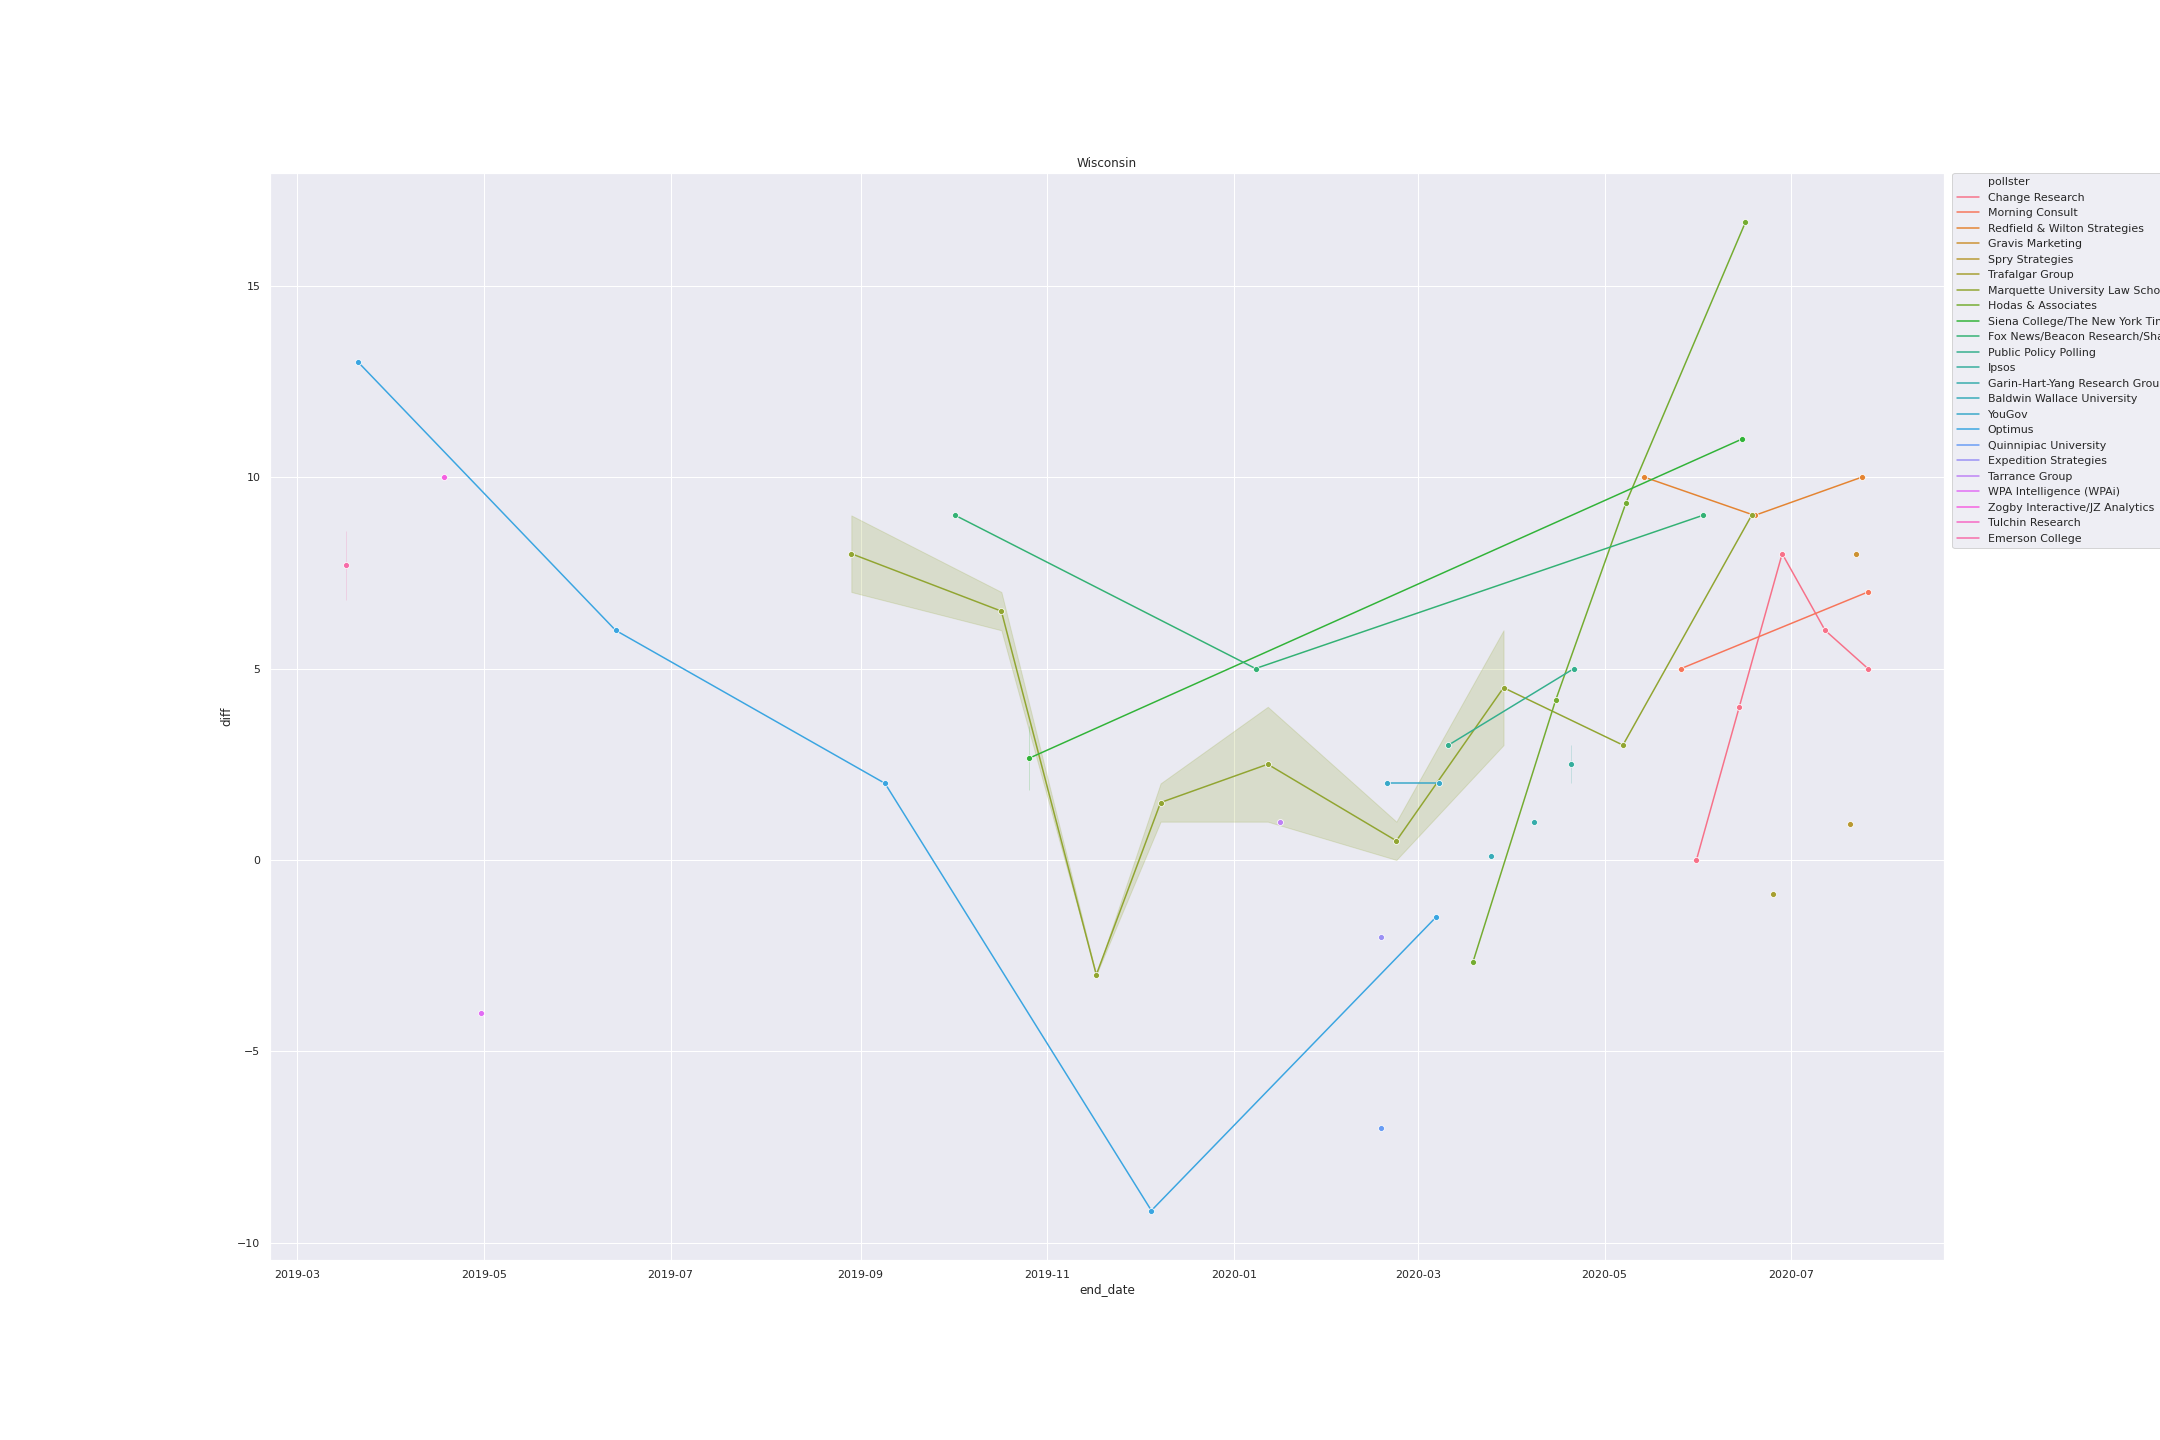 Wisconsin
pollster
Change Research
Morning Consult
Redfield & Wilton Strategies
Gravis Marketing
Spry Strategies
Trafalgar Group
Marquette University Law Scho
Hodas & Associates
Siena College/The New York Tin
Fox News/Beacon Research/Sha
Public Policy Polling
Ipsos
Garin-Hart-Yang Research Grou
Baldwin Wallace University
YouGov
Optimus
Quinnipiac University
Expedition Strategies
Tarrance Group
WPA Intelligence (WPAi)
Zogby Interactive/JZ Analytics
Tulchin Research
Emerson College
15
10
5
0
−5
−10
diff
2019-03 2019-05 2019-07 2019-09 2019-11 2020-01 2020-03 2020-05 2020-07
end_date